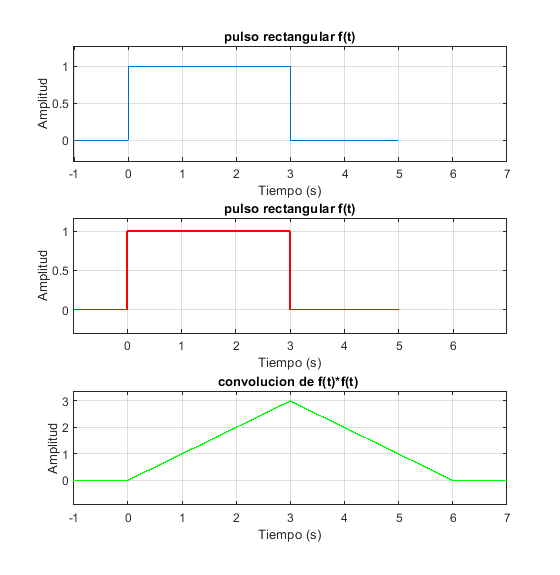 pulso rectangular f(t)
Amplitud
1
0.5
0
-1 0 1 2 3 4 5 6 7
Tiempo (s)
pulso rectangular f(t)
Amplitud
1
0.5
0
0 1 2 3 4 5 6
Tiempo (s)
convolucion de f(t)*f(t)
Amplitud
3
2
1
0
-1 0 1 2 3 4 5 6 7
Tiempo (s)